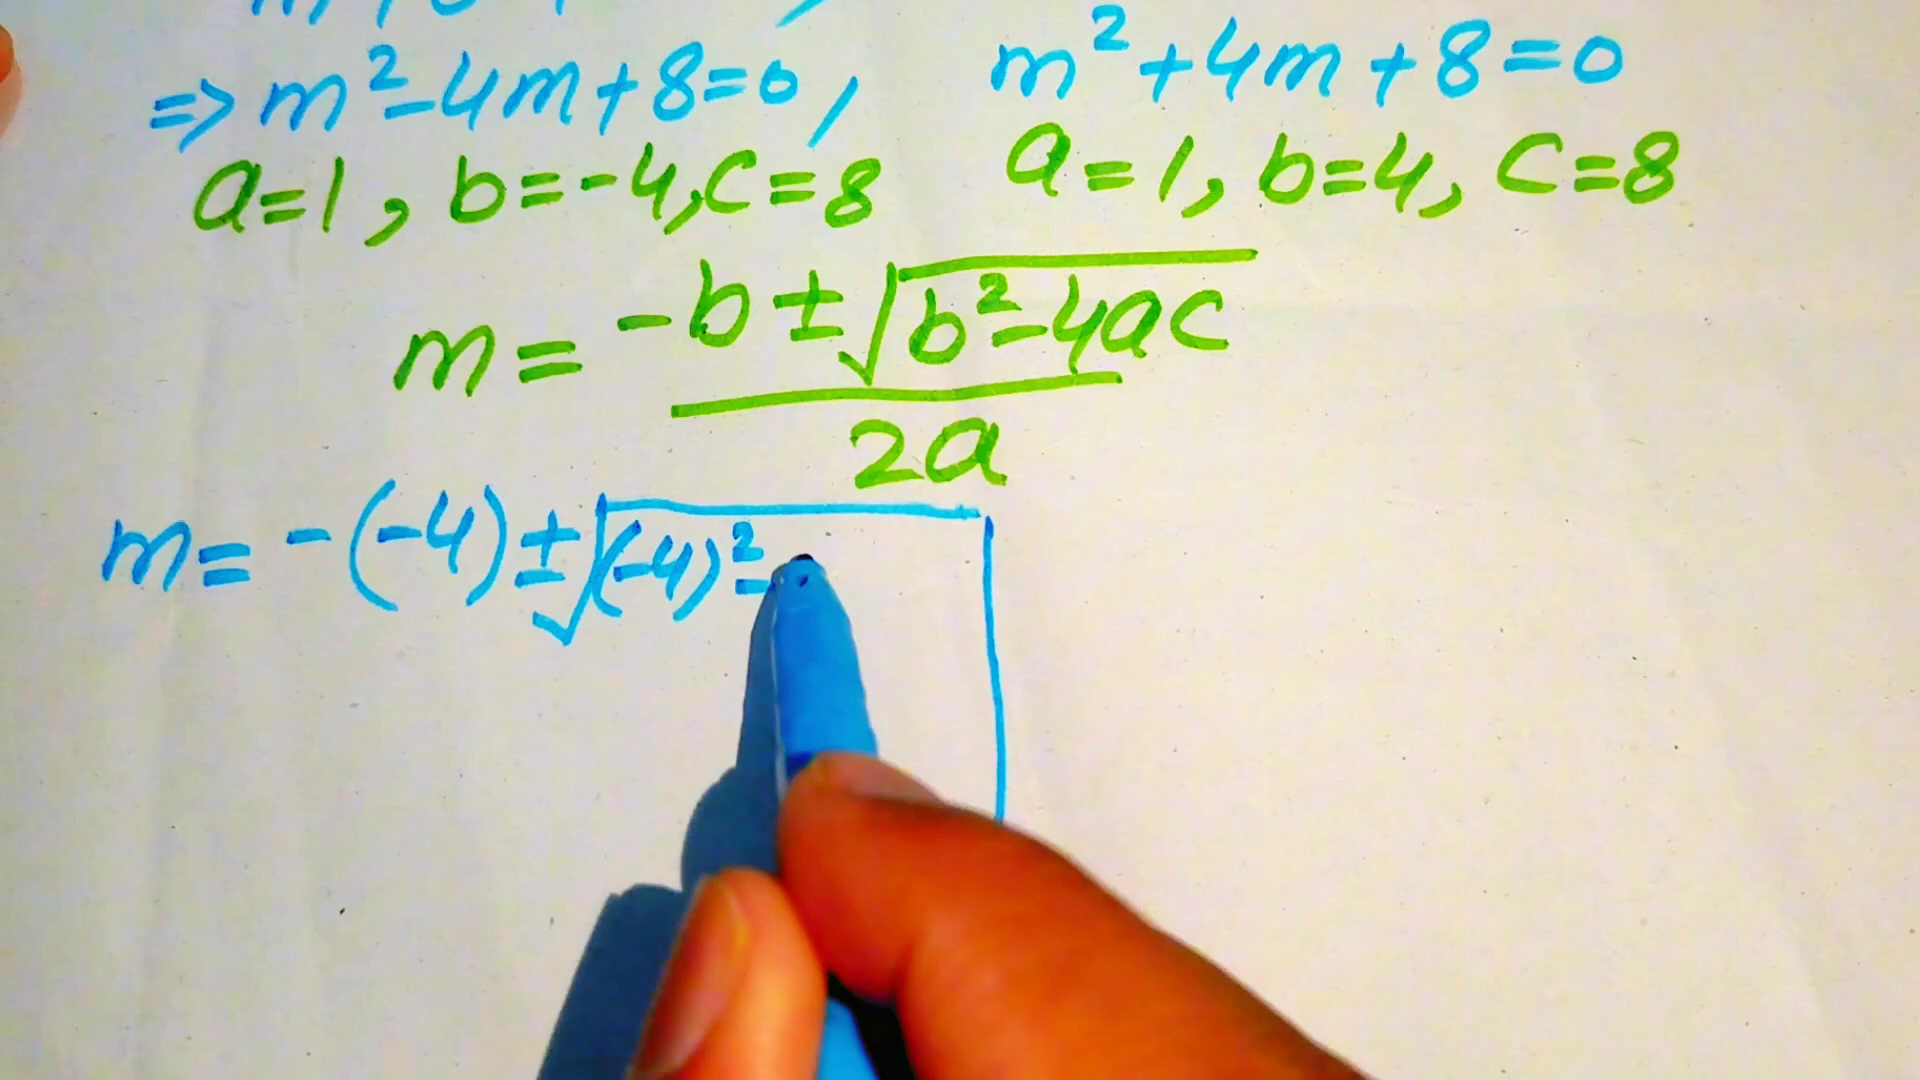 ⇒ m²-4m+8=0, m²+4m+8=0
a=1, b=-4, c=8 a=1, b=4, c=8
m = -b ± √b²-4ac
2a
m = -(-4) ± √(-4)² -